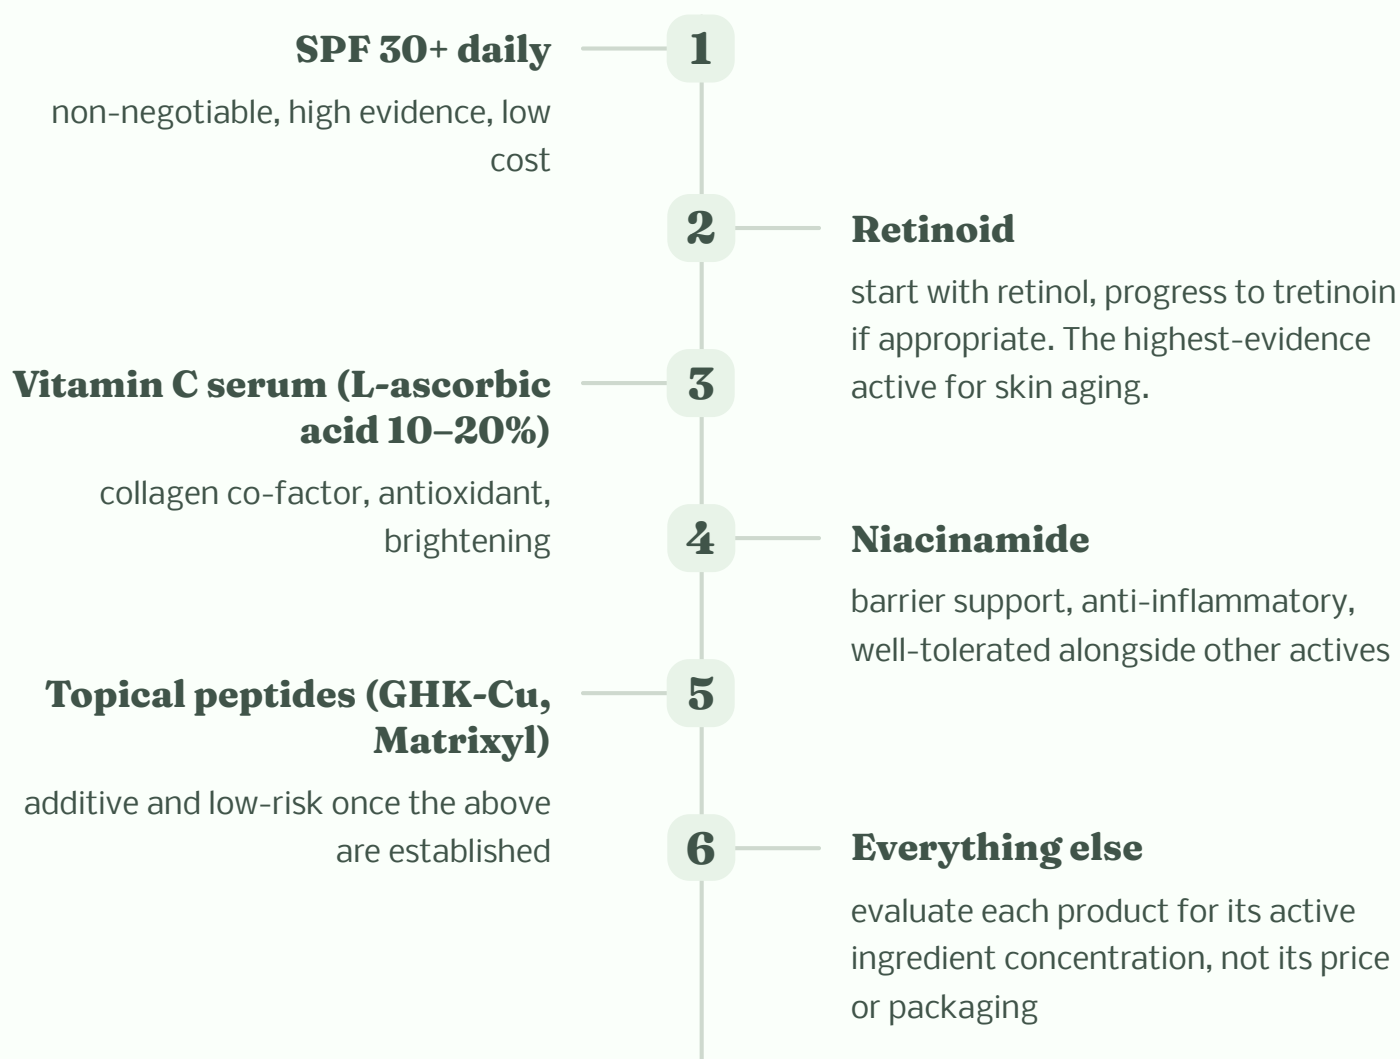 SPF 30+ daily
non-negotiable, high evidence, low
cost
1
2
Retinoid
start with retinol, progress to tretinoin
if appropriate. The highest-evidence
active for skin aging.
Vitamin C serum (L-ascorbic
acid 10–20%)
collagen co-factor, antioxidant,
brightening
3
4
Niacinamide
barrier support, anti-inflammatory,
well-tolerated alongside other actives
Topical peptides (GHK-Cu,
Matrixyl)
additive and low-risk once the above
are established
5
6
Everything else
evaluate each product for its active
ingredient concentration, not its price
or packaging